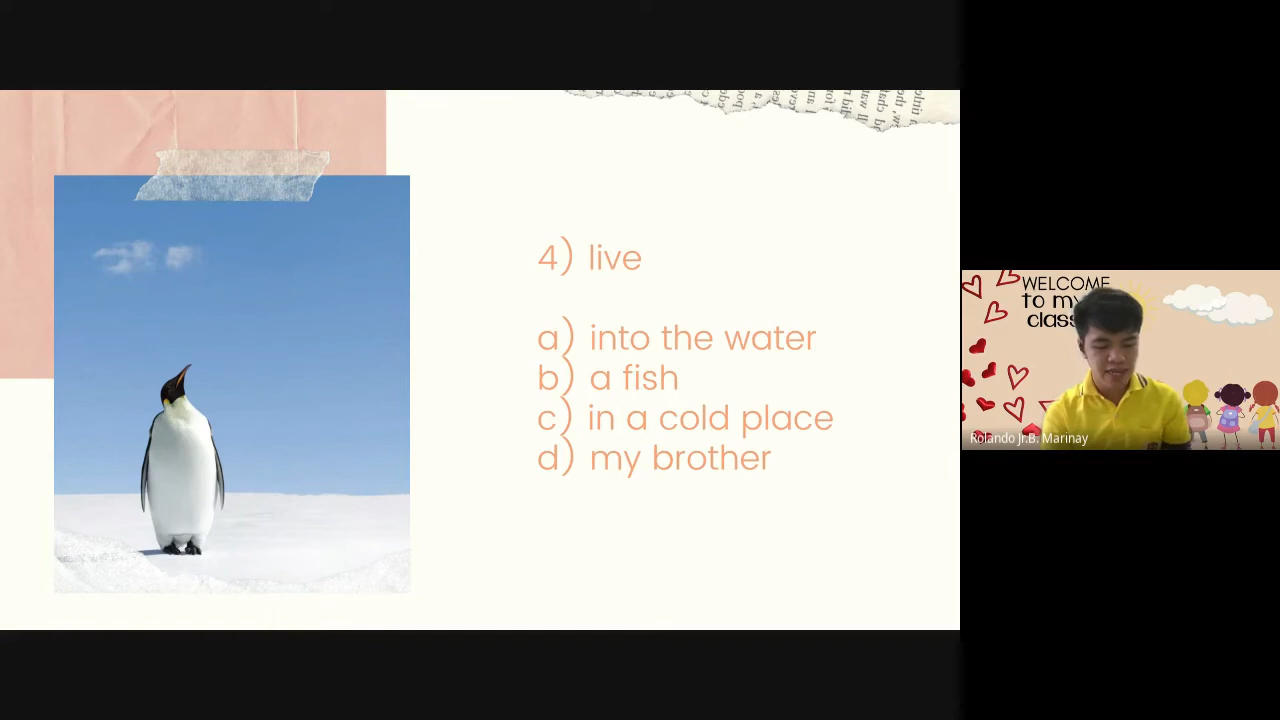 4) live
a) into the water
b) a fish
c) in a cold place
d) my brother
WELCOME
to my
class
Rolando Jr.B. Marinay